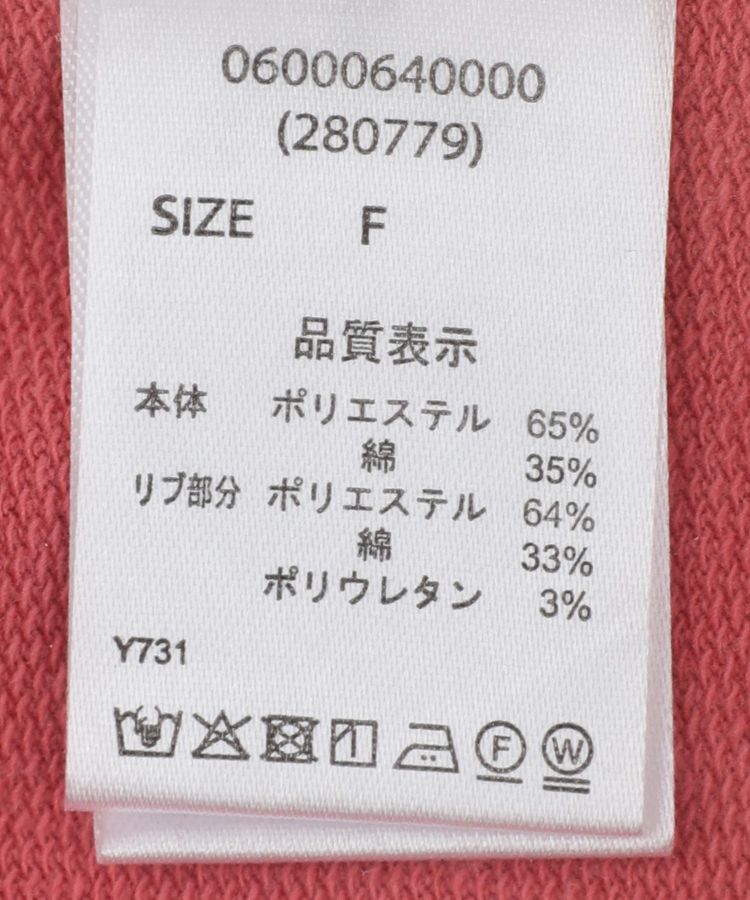 06000640000
(280779)
SIZE F
品質表示
本体 ポリエステル 65%
綿 35%
リブ部分 ポリエステル 64%
綿 33%
ポリウレタン 3%
Y731
F W